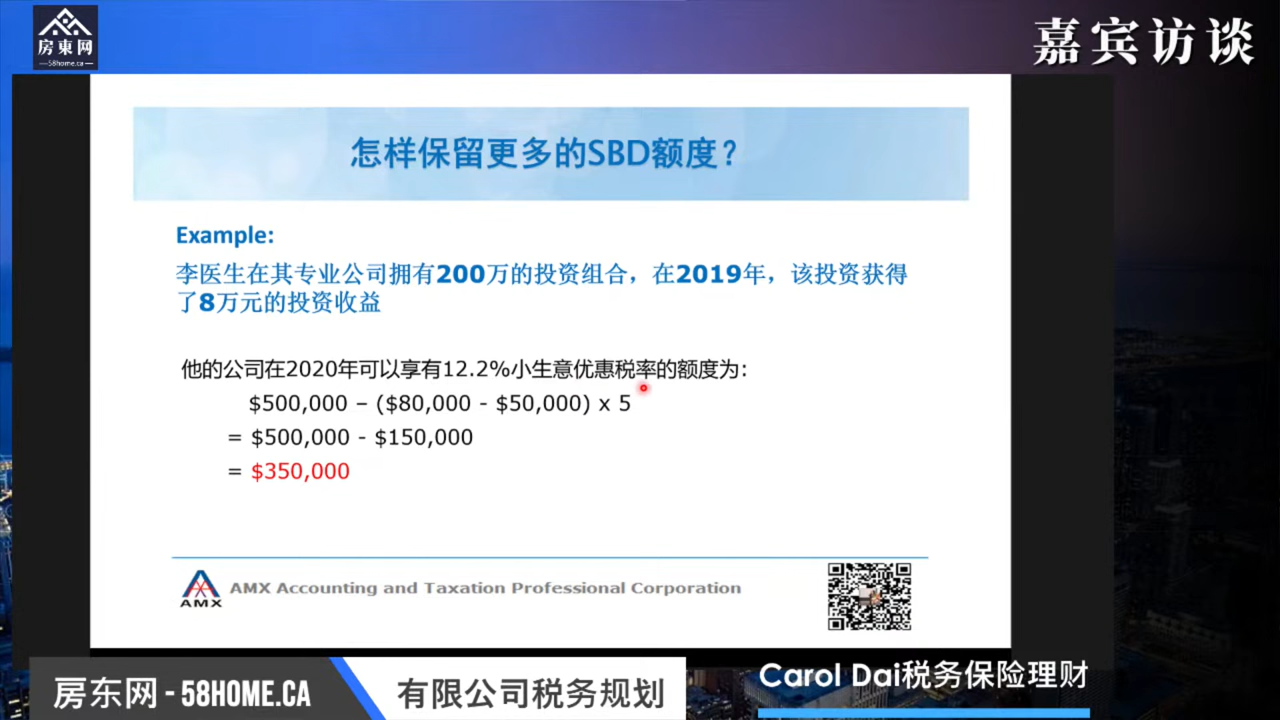 房東网
58home.ca
嘉宾访谈
怎样保留更多的SBD额度？
Example:
李医生在其专业公司拥有200万的投资组合，在2019年，该投资获得
了8万元的投资收益
他的公司在2020年可以享有12.2%小生意优惠税率的额度为：
$500,000 – ($80,000 - $50,000) x 5
= $500,000 - $150,000
= $350,000
AMX
AMX Accounting and Taxation Professional Corporation
房东网 - 58HOME.CA
有限公司税务规划
Carol Dai税务保险理财